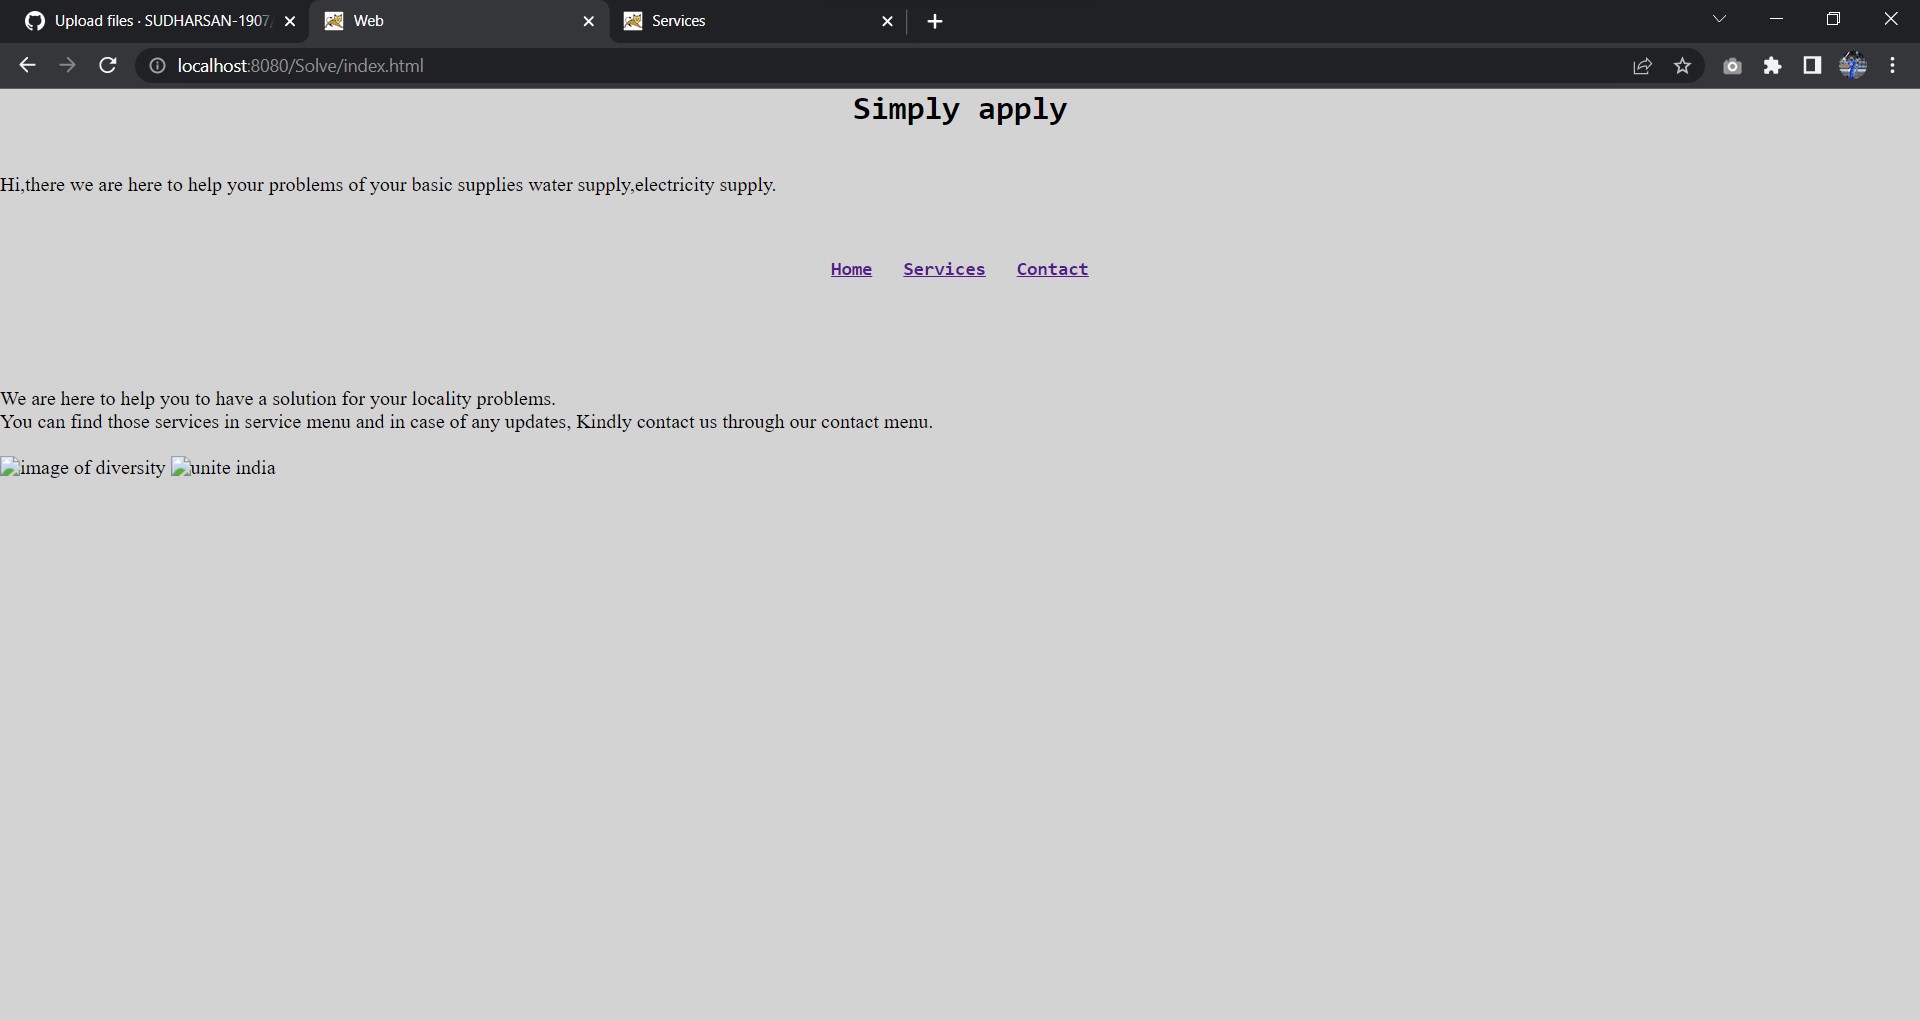 Upload files · SUDHARSAN-1907
Web
Services
localhost:8080/Solve/index.html
Simply apply
Hi,there we are here to help your problems of your basic supplies water supply,electricity supply.
Home Services Contact
We are here to help you to have a solution for your locality problems.
You can find those services in service menu and in case of any updates, Kindly contact us through our contact menu.
image of diversity unite india